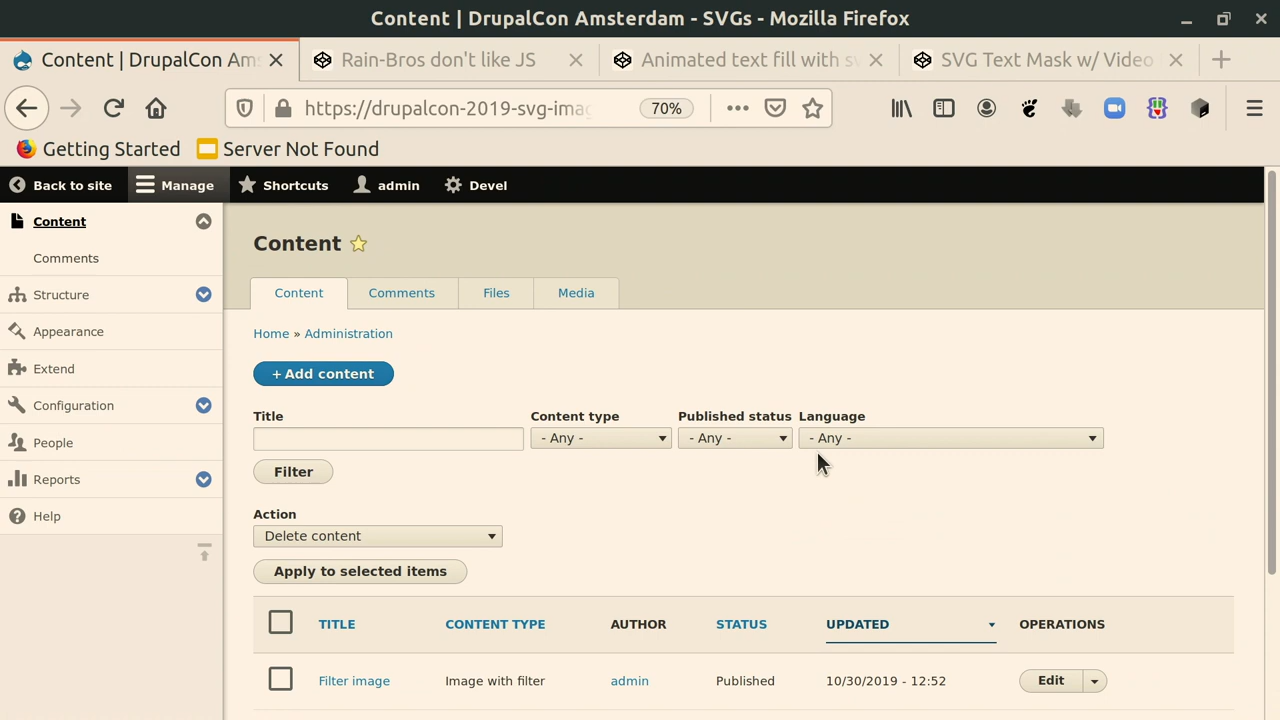 Content | DrupalCon Amsterdam - SVGs - Mozilla Firefox
Content | DrupalCon Am
Rain-Bros don't like JS
Animated text fill with sv
SVG Text Mask w/ Video
https://drupalcon-2019-svg-imag
70%
Getting Started
Server Not Found
Back to site
Manage
Shortcuts
admin
Devel
Content
Comments
Structure
Appearance
Extend
Configuration
People
Reports
Help
Content
Content Comments Files Media
Home » Administration
+ Add content
Title Content type Published status Language
- Any - - Any - - Any -
Filter
Action
Delete content
Apply to selected items
TITLE CONTENT TYPE AUTHOR STATUS UPDATED OPERATIONS
Filter image Image with filter admin Published 10/30/2019 - 12:52 Edit